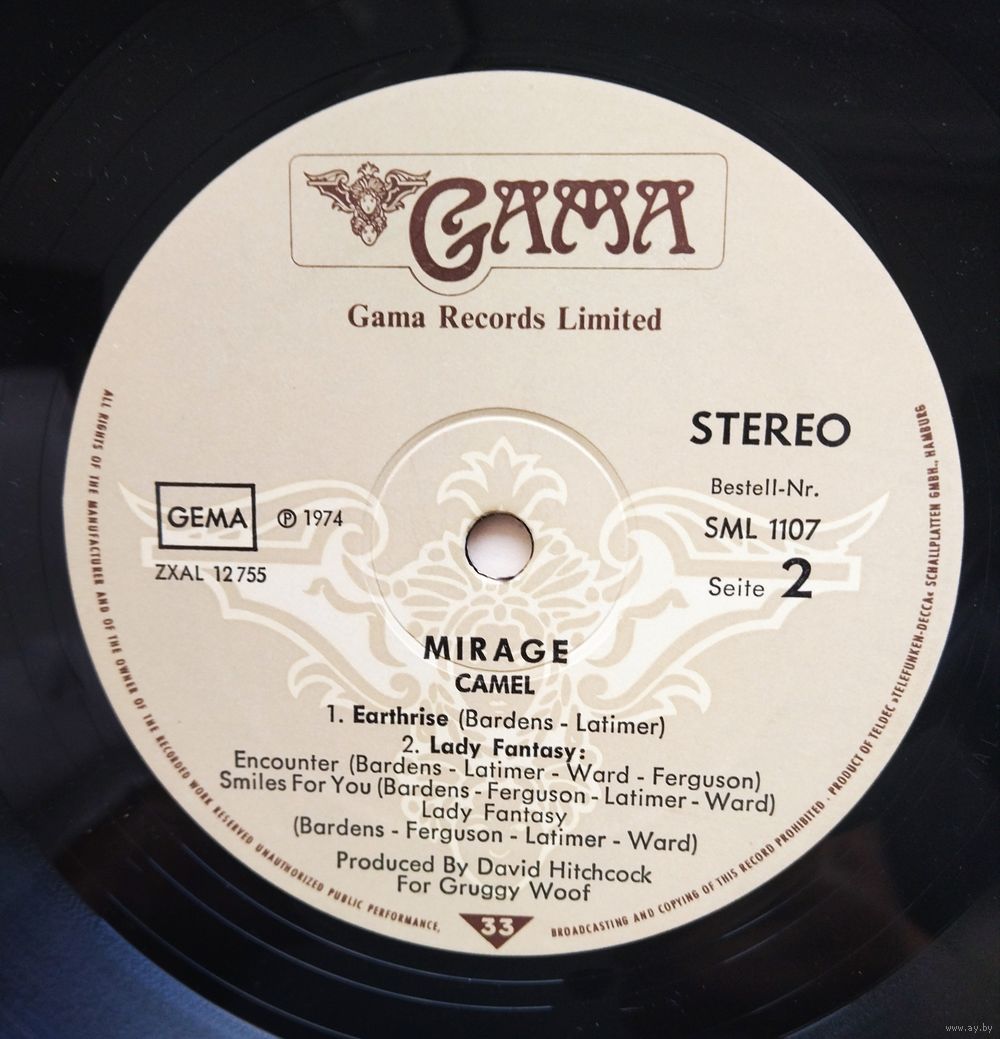 GAMA
Gama Records Limited
STEREO
Bestell-Nr.
SML 1107
Seite 2
GEMA
℗ 1974
ZXAL 12755
MIRAGE
CAMEL
1. Earthrise (Bardens - Latimer)
2. Lady Fantasy:
Encounter (Bardens - Latimer - Ward - Ferguson)
Smiles For You (Bardens - Ferguson - Latimer - Ward)
Lady Fantasy
(Bardens - Ferguson - Latimer - Ward)
Produced By David Hitchcock
For Gruggy Woof
33
ALL RIGHTS OF THE MANUFACTURER AND OF THE OWNER OF THE RECORDED WORK RESERVED UNAUTHORIZED PUBLIC PERFORMANCE,
BROADCASTING AND COPYING OF THIS RECORD PROHIBITED · PRODUCT OF TELDEC »TELEFUNKEN-DECCA« SCHALLPLATTEN GMBH., HAMBURG
www.ay.by